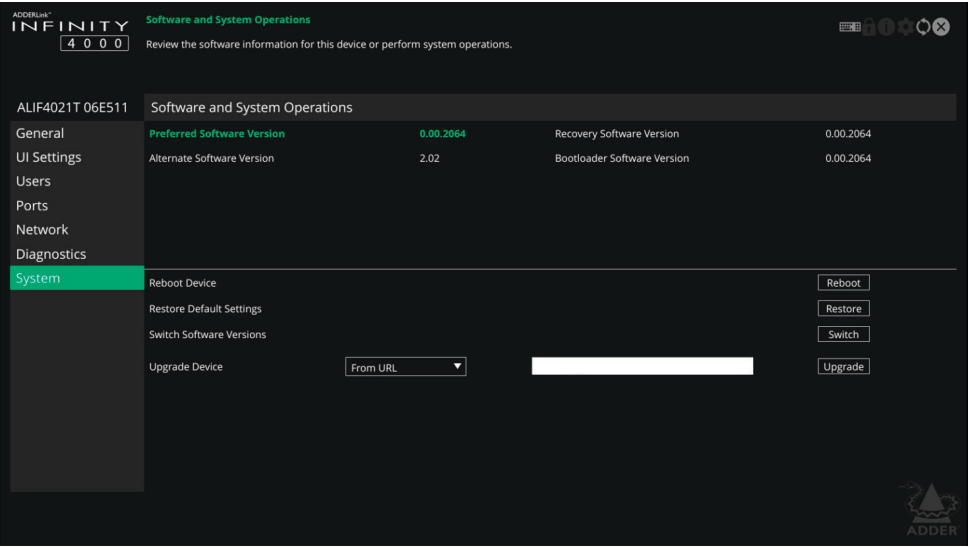 ADDERLink™
INFINITY
4000
Software and System Operations
Review the software information for this device or perform system operations.
ALIF4021T 06E511
Software and System Operations
General
UI Settings
Users
Ports
Network
Diagnostics
System
Preferred Software Version 0.00.2064 Recovery Software Version 0.00.2064
Alternate Software Version 2.02 Bootloader Software Version 0.00.2064
Reboot Device Reboot
Restore Default Settings Restore
Switch Software Versions Switch
Upgrade Device From URL Upgrade
ADDER